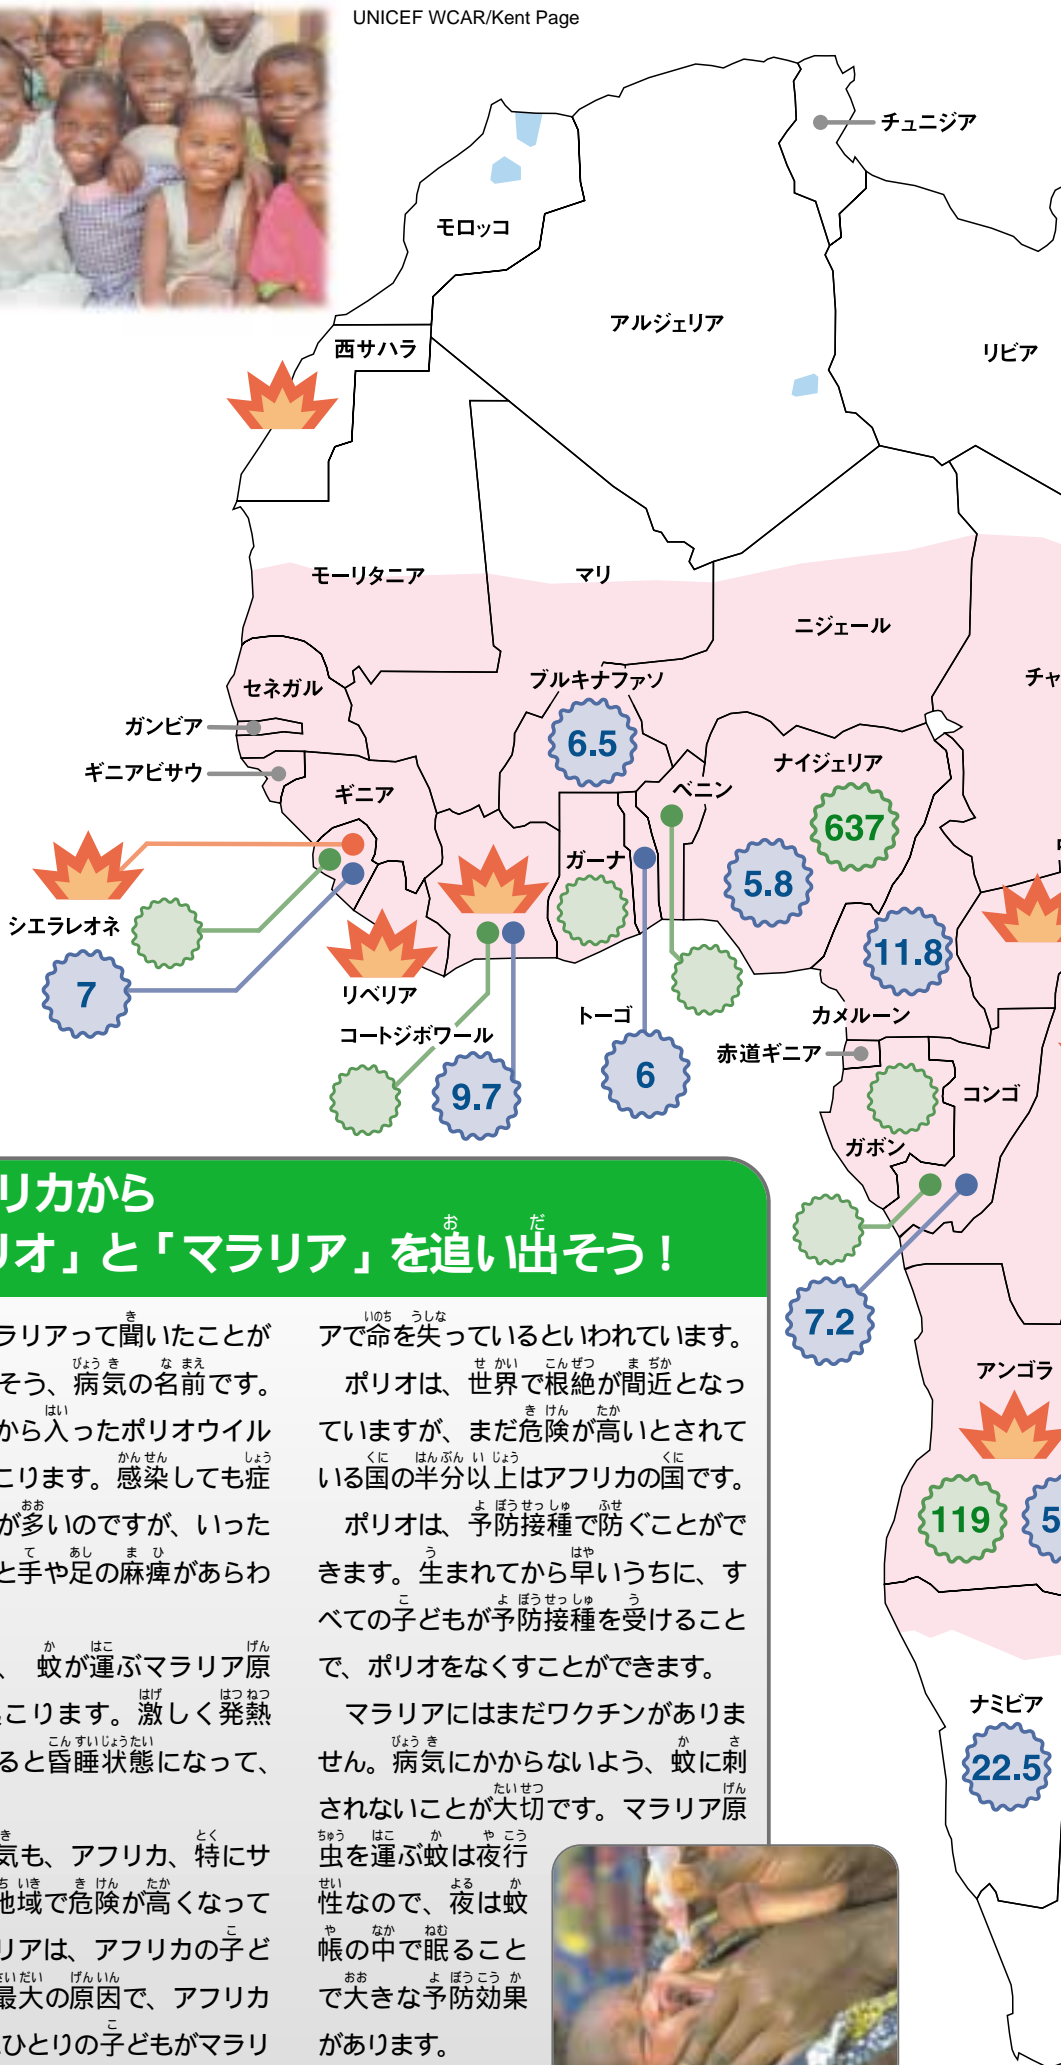 UNICEF WCAR/Kent Page
チュニジア
モロッコ
アルジェリア
西サハラ
リビア
モーリタニア
マリ
ニジェール
セネガル
ブルキナファソ
チャ
ガンビア
6.5
ギニアビサウ
ナイジェリア
ギニア
ベニン
637
ガーナ
5.8
シエラレオネ
11.8
7
リベリア
トーゴ
カメルーン
コートジボワール
赤道ギニア
6
9.7
コンゴ
ガボン
7.2
アンゴラ
119
5
ナミビア
22.5
リカから
リオ」と「マラリア」を追い出そう！
ラリアって聞いたことが
そう、病気の名前です。
から入ったポリオウイル
こります。感染しても症
が多いのですが、いった
と手や足の麻痺があらわ
、蚊が運ぶマラリア原
こります。激しく発熱
ると昏睡状態になって、
気も、アフリカ、特にサ
地域で危険が高くなって
リアは、アフリカの子ど
最大の原因で、アフリカ
ひとりの子どもがマラリ
アで命を失っているといわれています。
ポリオは、世界で根絶が間近となっ
ていますが、まだ危険が高いとされて
いる国の半分以上はアフリカの国です。
ポリオは、予防接種で防ぐことがで
きます。生まれてから早いうちに、す
べての子どもが予防接種を受けること
で、ポリオをなくすことができます。
マラリアにはまだワクチンがありま
せん。病気にかからないよう、蚊に刺
されないことが大切です。マラリア原
虫を運ぶ蚊は夜行
性なので、夜は蚊
帳の中で眠ること
で大きな予防効果
があります。